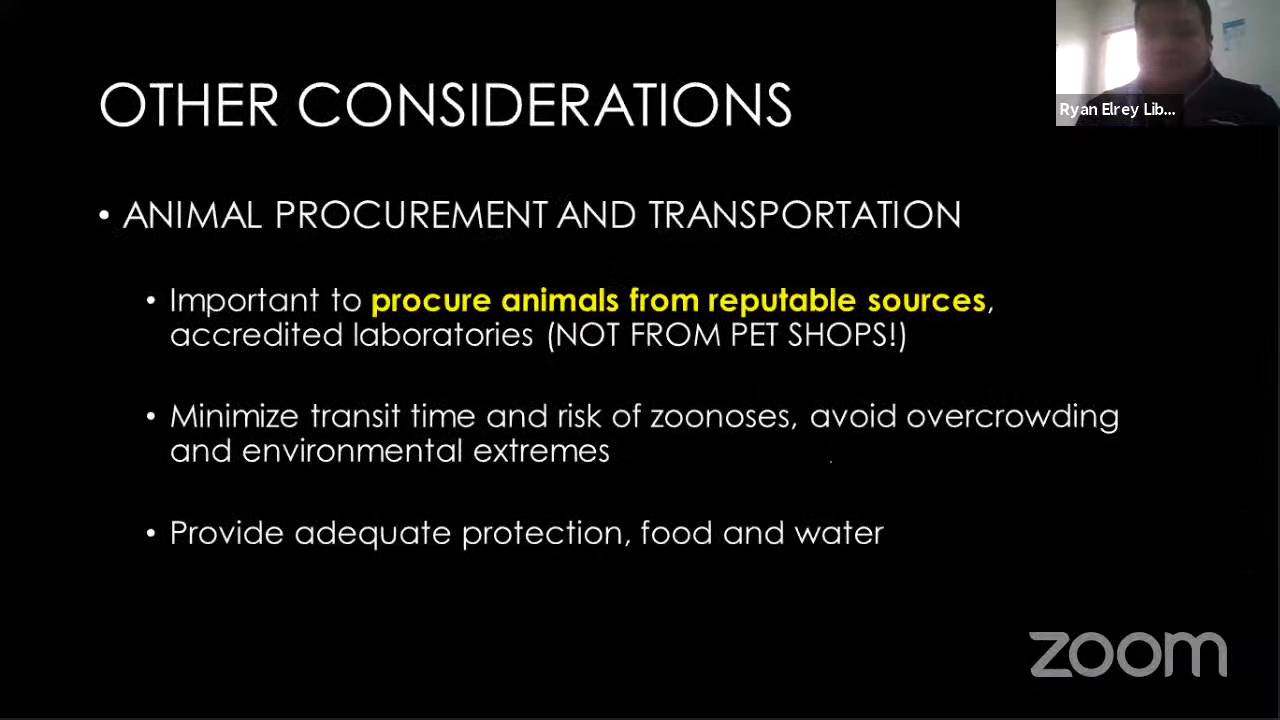 Ryan Elrey Lib...
OTHER CONSIDERATIONS
• ANIMAL PROCUREMENT AND TRANSPORTATION
• Important to procure animals from reputable sources,
accredited laboratories (NOT FROM PET SHOPS!)
• Minimize transit time and risk of zoonoses, avoid overcrowding
and environmental extremes
• Provide adequate protection, food and water
zoom